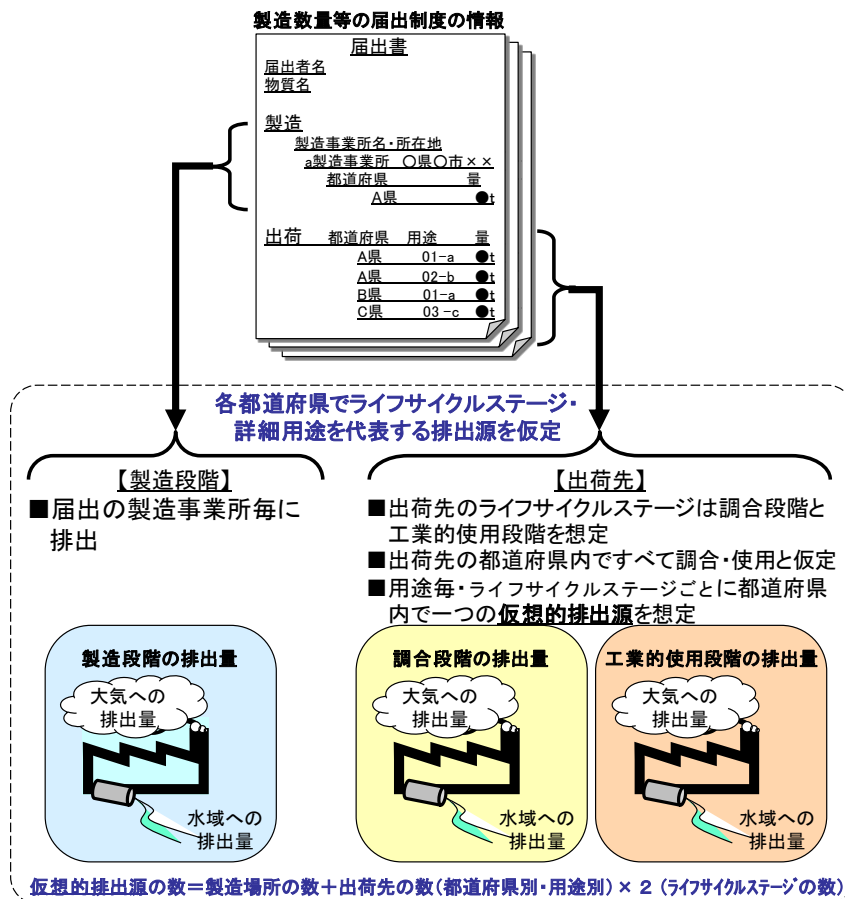 製造数量等の届出制度の情報
届出書
届出者名
物質名
製造
製造事業所名・所在地
a製造事業所 〇県〇市××
都道府県 量
A県 ●t
出荷 都道府県 用途 量
A県 01-a ●t
A県 02-b ●t
B県 01-a ●t
C県 03-c ●t
各都道府県でライフサイクルステージ・
詳細用途を代表する排出源を仮定
【製造段階】
■届出の製造事業所毎に
排出
【出荷先】
■出荷先のライフサイクルステージは調合段階と
工業的使用段階を想定
■出荷先の都道府県内ですべて調合・使用と仮定
■用途毎・ライフサイクルステージごとに都道府県
内で一つの仮想的排出源を想定
製造段階の排出量
大気への
排出量
水域への
排出量
調合段階の排出量
大気への
排出量
水域への
排出量
工業的使用段階の排出量
大気への
排出量
水域への
排出量
仮想的排出源の数=製造場所の数+出荷先の数(都道府県別・用途別)×2(ライフサイクルステージの数)